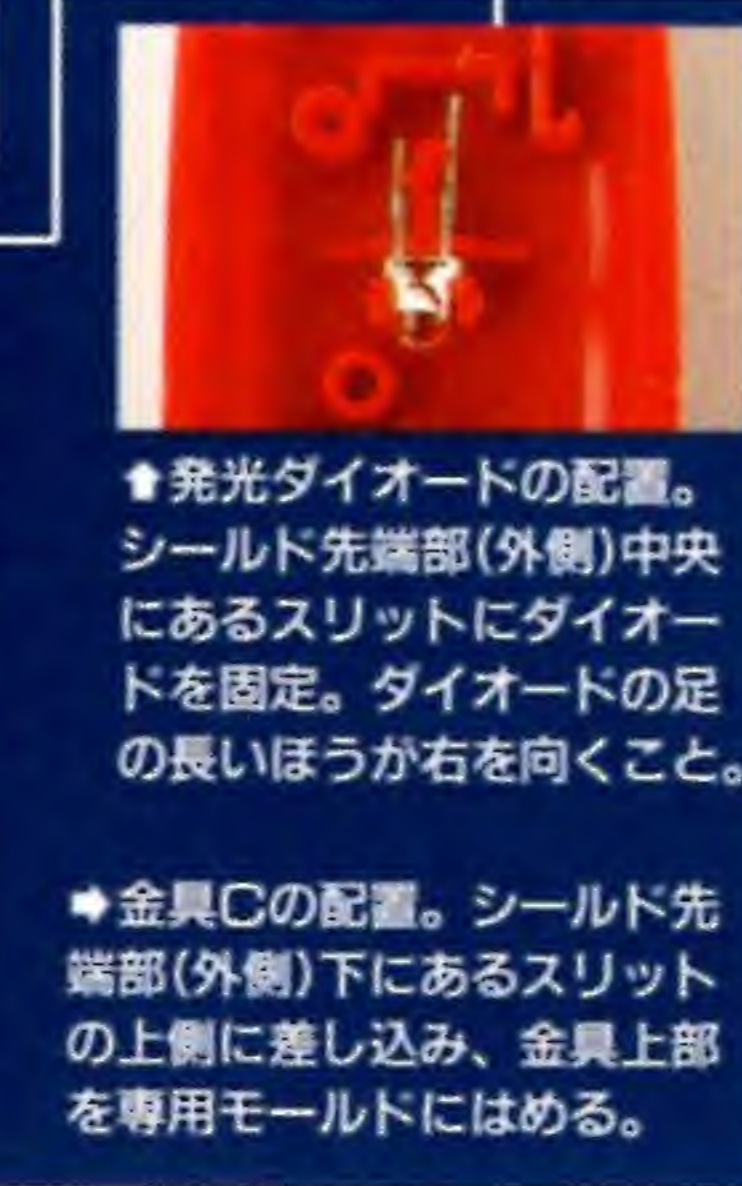 ⬆発光ダイオードの配置。
シールド先端部(外側)中央
にあるスリットにダイオー
ドを固定。ダイオードの足
の長いほうが右を向くこと。
➡金具Cの配置。シールド先
端部(外側)下にあるスリット
の上側に差し込み、金具上部
を専用モールドにはめる。